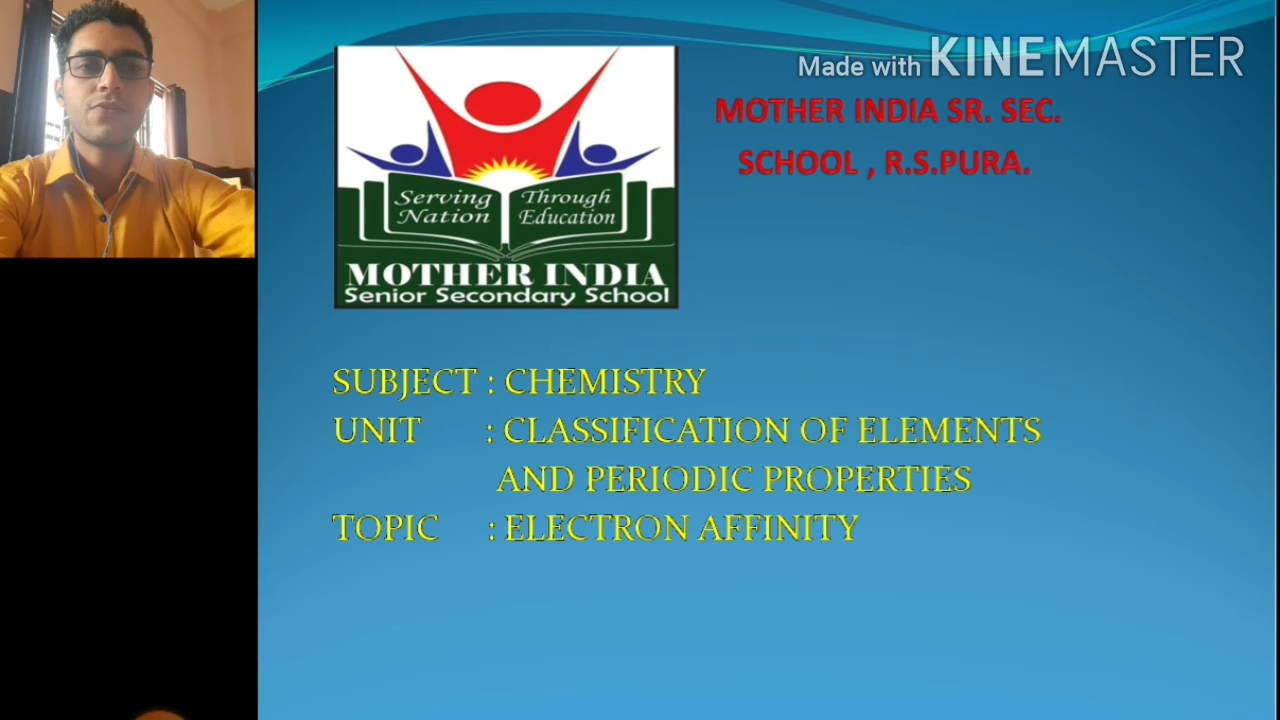 Made with KINEMASTER
MOTHER INDIA SR. SEC.
SCHOOL , R.S.PURA.
Serving Through
Nation Education
MOTHER INDIA
Senior Secondary School
SUBJECT : CHEMISTRY
UNIT : CLASSIFICATION OF ELEMENTS
AND PERIODIC PROPERTIES
TOPIC : ELECTRON AFFINITY